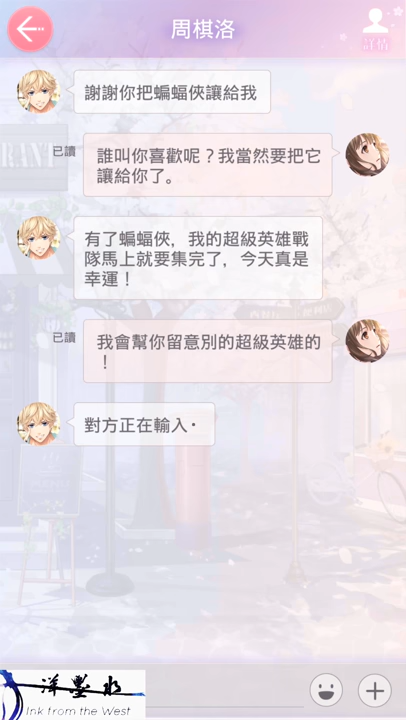 周棋洛
詳情
謝謝你把蝙蝠俠讓給我
已讀
誰叫你喜歡呢？我當然要把它
讓給你了。
有了蝙蝠俠，我的超級英雄戰
隊馬上就要集完了，今天真是
幸運！
已讀
我會幫你留意別的超級英雄的
！
對方正在輸入·
洋墨水
Ink from the West